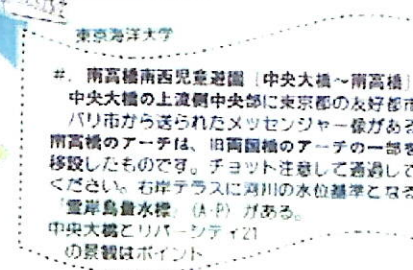 東京海洋大学
#. 南高橋南西児童遊園 [中央大橋～南高橋]
中央大橋の上流側中央部に東京都の友好都市
パリ市から送られたメッセンジャー像がある
南高橋のアーチは、旧両国橋のアーチの一部を
移設したものです。チョット注意して通過して
ください。右岸テラスに河川の水位基準となる
「霊岸島量水標」(A-P) がある。
中央大橋とリバーシティ21
の景観はポイント